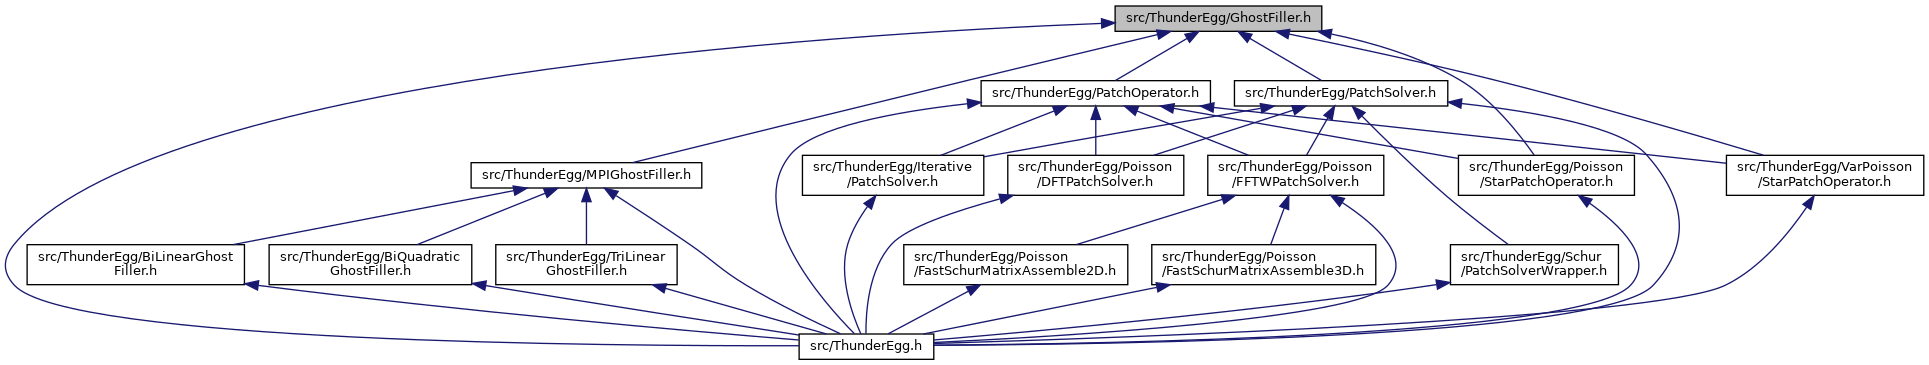 src/ThunderEgg/GhostFiller.h
src/ThunderEgg/PatchOperator.h
src/ThunderEgg/PatchSolver.h
src/ThunderEgg/MPIGhostFiller.h
src/ThunderEgg/Iterative
/PatchSolver.h
src/ThunderEgg/Poisson
/DFTPatchSolver.h
src/ThunderEgg/Poisson
/FFTWPatchSolver.h
src/ThunderEgg/Poisson
/StarPatchOperator.h
src/ThunderEgg/VarPoisson
/StarPatchOperator.h
src/ThunderEgg/BiLinearGhost
Filler.h
src/ThunderEgg/BiQuadratic
GhostFiller.h
src/ThunderEgg/TriLinear
GhostFiller.h
src/ThunderEgg/Poisson
/FastSchurMatrixAssemble2D.h
src/ThunderEgg/Poisson
/FastSchurMatrixAssemble3D.h
src/ThunderEgg/Schur
/PatchSolverWrapper.h
src/ThunderEgg.h